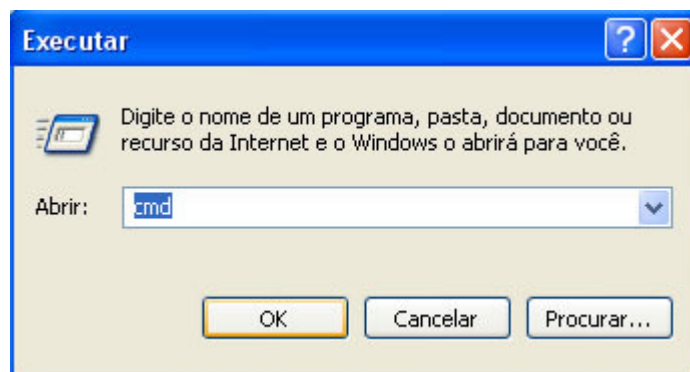 Executar
?
Digite o nome de um programa, pasta, documento ou
recurso da Internet e o Windows o abrirá para você.
Abrir: cmd
OK Cancelar Procurar...